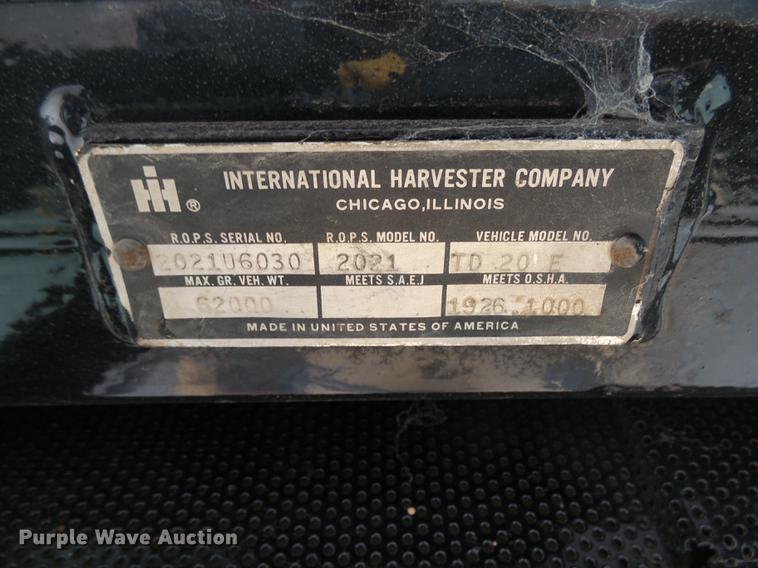 IH ® INTERNATIONAL HARVESTER COMPANY
CHICAGO, ILLINOIS
R.O.P.S. SERIAL NO. R.O.P.S. MODEL NO. VEHICLE MODEL NO.
2021U6030 2021 TD 20 E
MAX. GR. VEH. WT. MEETS S.A.E.J MEETS O.S.H.A.
62000 1926.1000
MADE IN UNITED STATES OF AMERICA
Purple Wave Auction